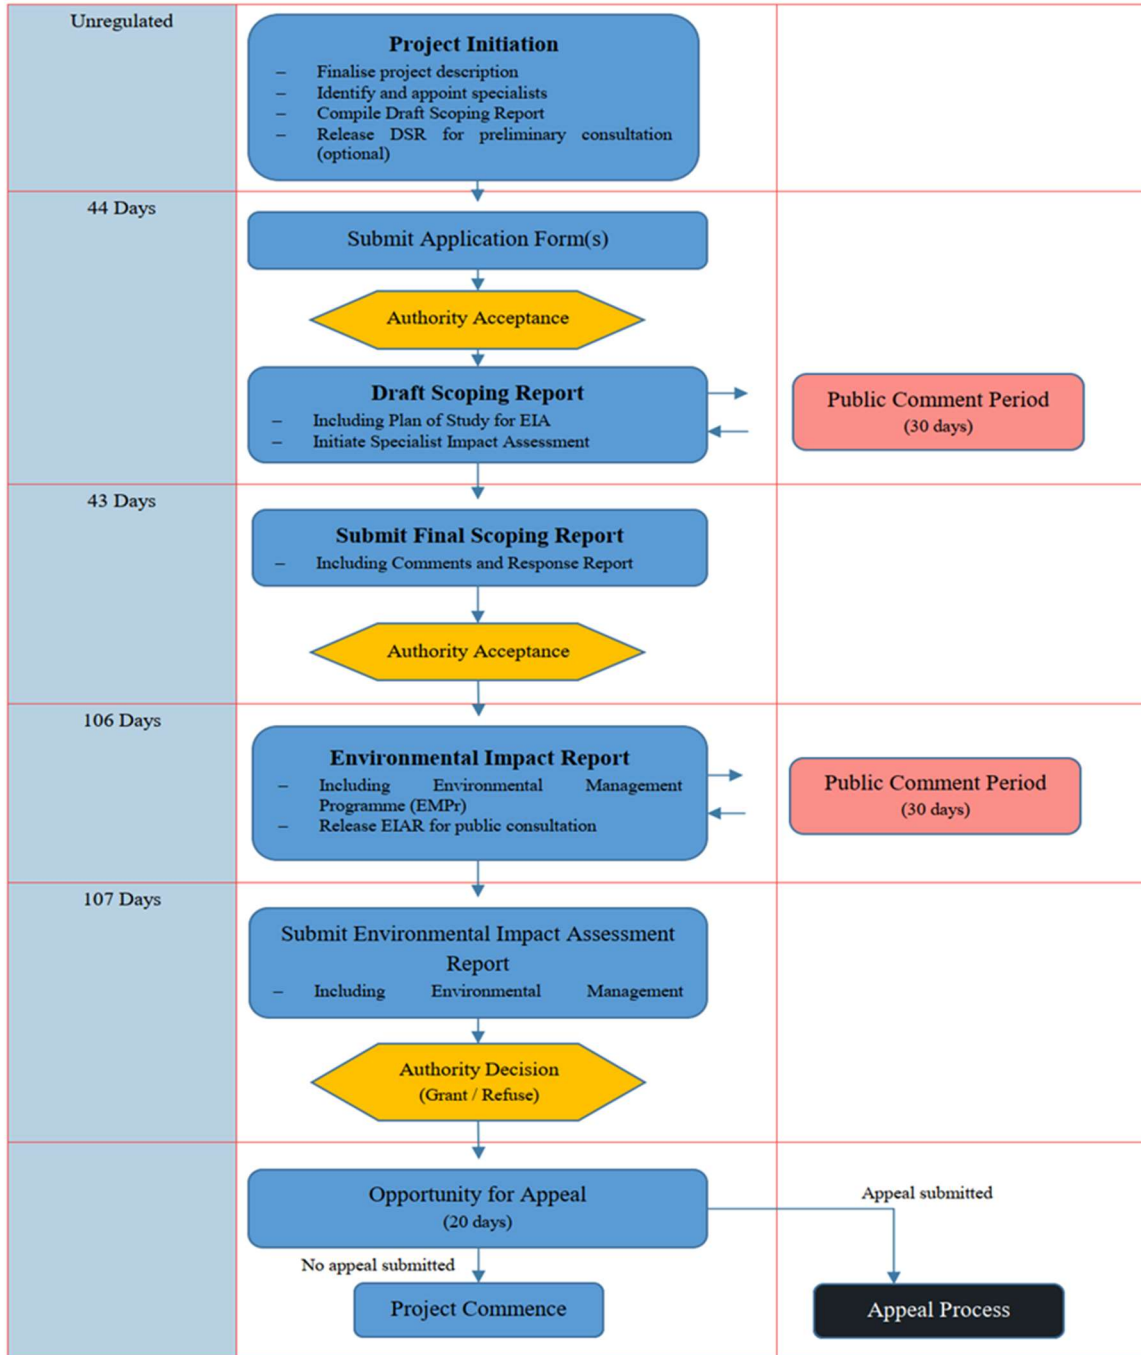 Unregulated
Project Initiation
– Finalise project description
– Identify and appoint specialists
– Compile Draft Scoping Report
– Release DSR for preliminary consultation
(optional)
44 Days
Submit Application Form(s)
Authority Acceptance
Draft Scoping Report
– Including Plan of Study for EIA
– Initiate Specialist Impact Assessment
Public Comment Period
(30 days)
43 Days
Submit Final Scoping Report
– Including Comments and Response Report
Authority Acceptance
106 Days
Environmental Impact Report
– Including Environmental Management
Programme (EMPr)
– Release EIAR for public consultation
Public Comment Period
(30 days)
107 Days
Submit Environmental Impact Assessment
Report
– Including Environmental Management
Authority Decision
(Grant / Refuse)
Opportunity for Appeal
(20 days)
Appeal submitted
No appeal submitted
Project Commence
Appeal Process